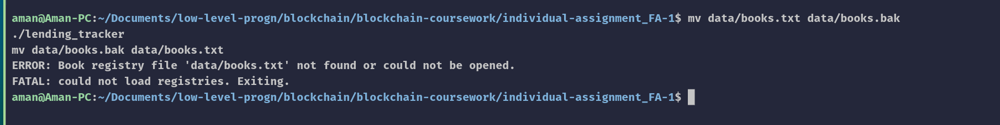 aman@Aman-PC:~/Documents/low-level-progn/blockchain/blockchain-coursework/individual-assignment_FA-1$ mv data/books.txt data/books.bak
./lending_tracker
mv data/books.bak data/books.txt
ERROR: Book registry file 'data/books.txt' not found or could not be opened.
FATAL: could not load registries. Exiting.
aman@Aman-PC:~/Documents/low-level-progn/blockchain/blockchain-coursework/individual-assignment_FA-1$